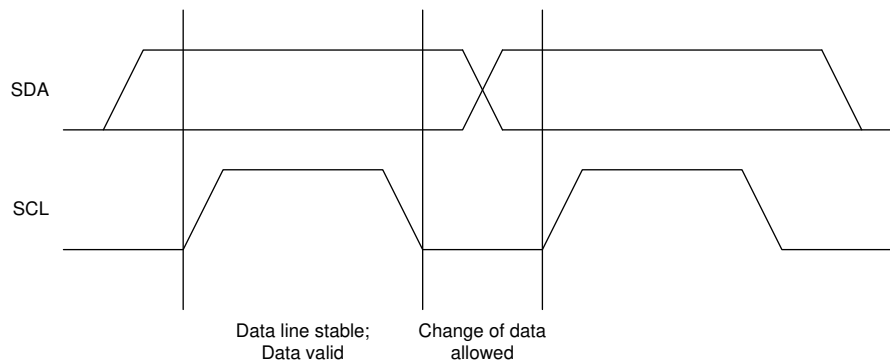 SDA
SCL
Data line stable;
Data valid
Change of data
allowed